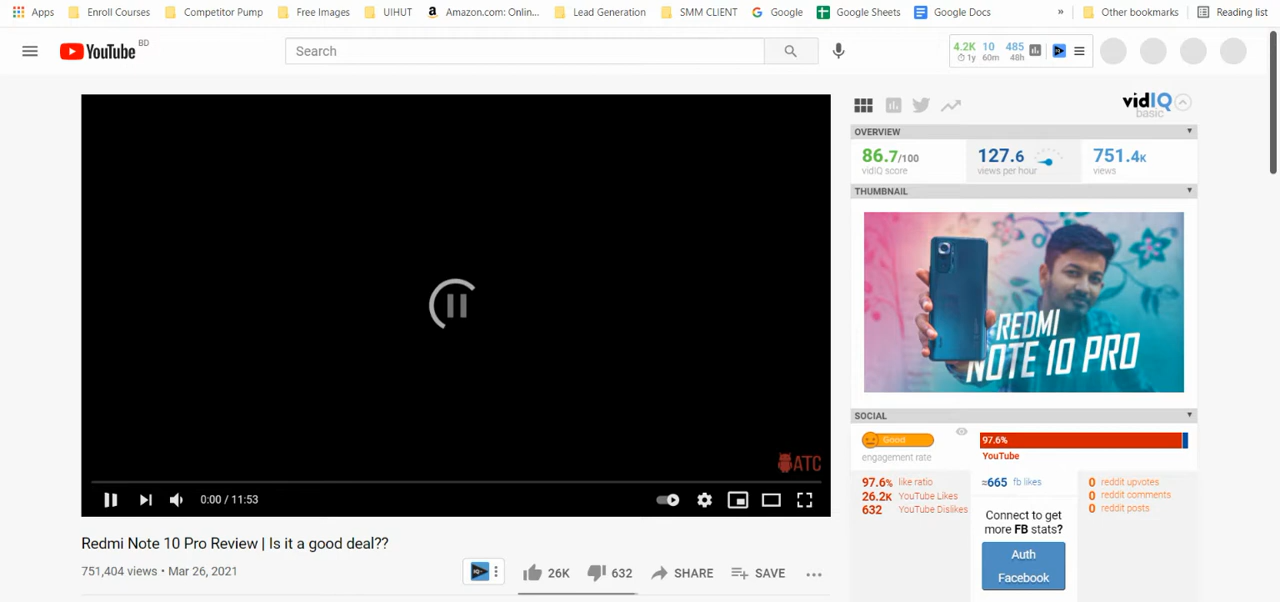 Apps Enroll Courses Competitor Pump Free Images UIHUT Amazon.com: Onlin... Lead Generation SMM CLIENT Google Google Sheets Google Docs » Other bookmarks Reading list
YouTube BD
Search
4.2K 10 485
1y 60m 48h
vidIQ
basic
OVERVIEW
86.7/100 127.6 751.4K
vidIQ score views per hour views
THUMBNAIL
REDMI
NOTE 10 PRO
SOCIAL
Good 97.6%
engagement rate YouTube
97.6% like ratio ≈665 fb likes 0 reddit upvotes
26.2K YouTube Likes 0 reddit comments
632 YouTube Dislikes 0 reddit posts
Connect to get
more FB stats?
Auth
Facebook
ATC
0:00 / 11:53
Redmi Note 10 Pro Review | Is it a good deal??
751,404 views • Mar 26, 2021
26K 632 SHARE SAVE